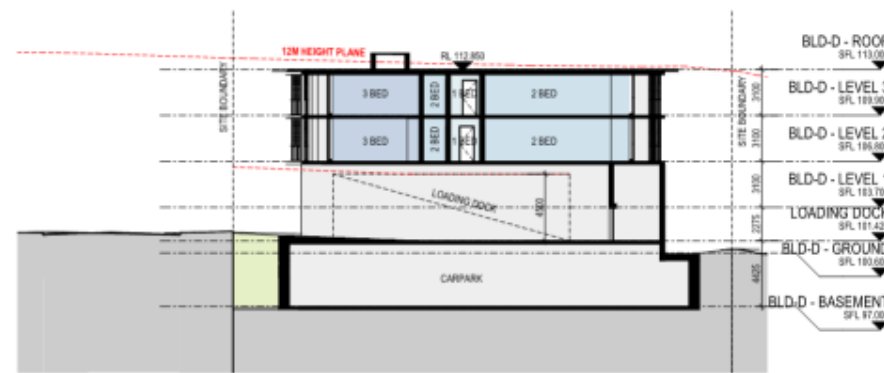 12M HEIGHT PLANE
RL 112.850
SITE BOUNDARY
SITE BOUNDARY
3 BED
2 BED
1 BED
2 BED
3 BED
2 BED
1 BED
2 BED
LOADING DOCK
4500
CARPARK
3100
3100
3100
2275
4425
BLD-D - ROOF
SFL 113.00
BLD-D - LEVEL 3
SFL 109.90
BLD-D - LEVEL 2
SFL 106.80
BLD-D - LEVEL 1
SFL 103.70
LOADING DOCK
SFL 101.42
BLD-D - GROUND
SFL 100.60
BLD-D - BASEMENT
SFL 97.00